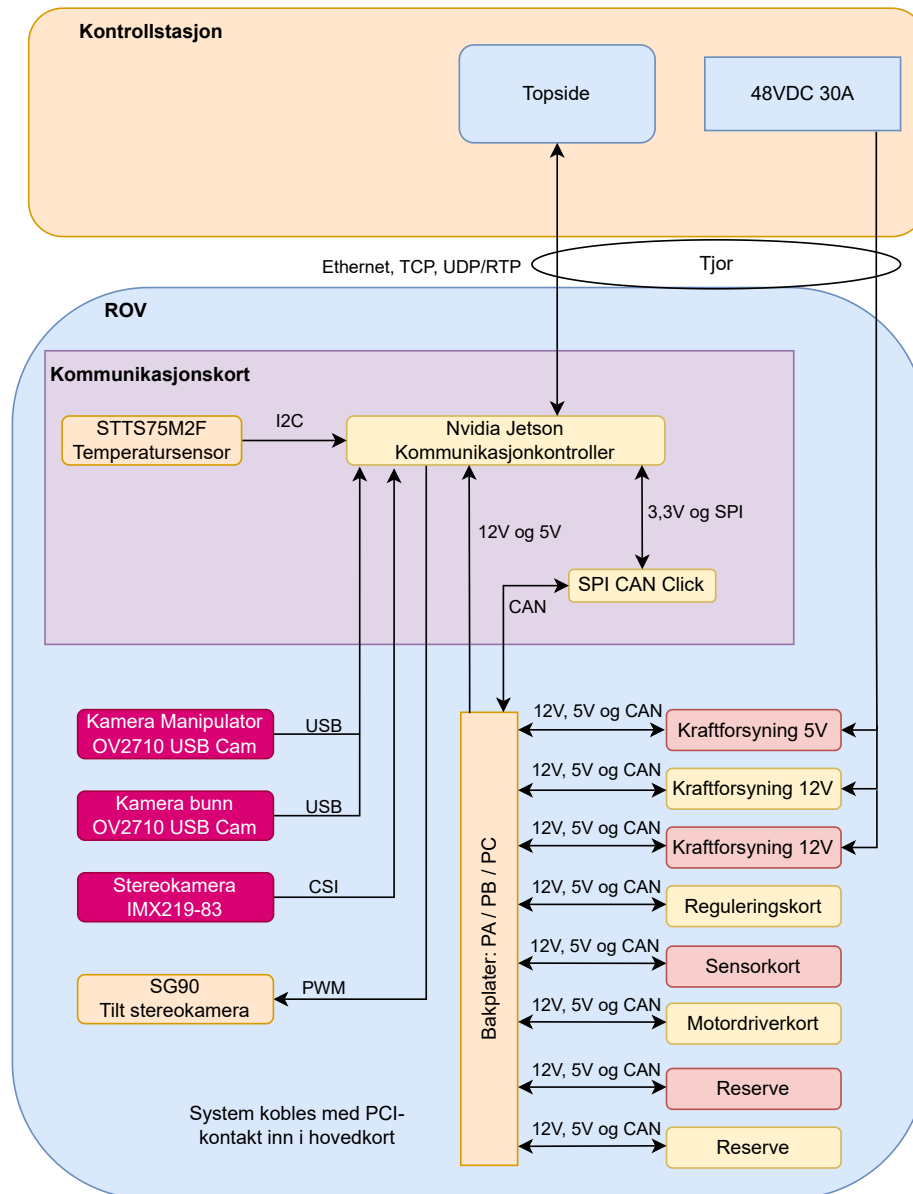 Kontrollstasjon
Topside
48VDC 30A
Ethernet, TCP, UDP/RTP
Tjor
ROV
Kommunikasjonskort
STTS75M2F
Temperatursensor
I2C
Nvidia Jetson
Kommunikasjonkontroller
12V og 5V
3,3V og SPI
SPI CAN Click
CAN
Kamera Manipulator
OV2710 USB Cam
USB
Kamera bunn
OV2710 USB Cam
USB
Stereokamera
IMX219-83
CSI
SG90
Tilt stereokamera
PWM
Bakplater: PA / PB / PC
12V, 5V og CAN
Kraftforsyning 5V
12V, 5V og CAN
Kraftforsyning 12V
12V, 5V og CAN
Kraftforsyning 12V
12V, 5V og CAN
Reguleringskort
12V, 5V og CAN
Sensorkort
12V, 5V og CAN
Motordriverkort
12V, 5V og CAN
Reserve
12V, 5V og CAN
Reserve
System kobles med PCI-
kontakt inn i hovedkort